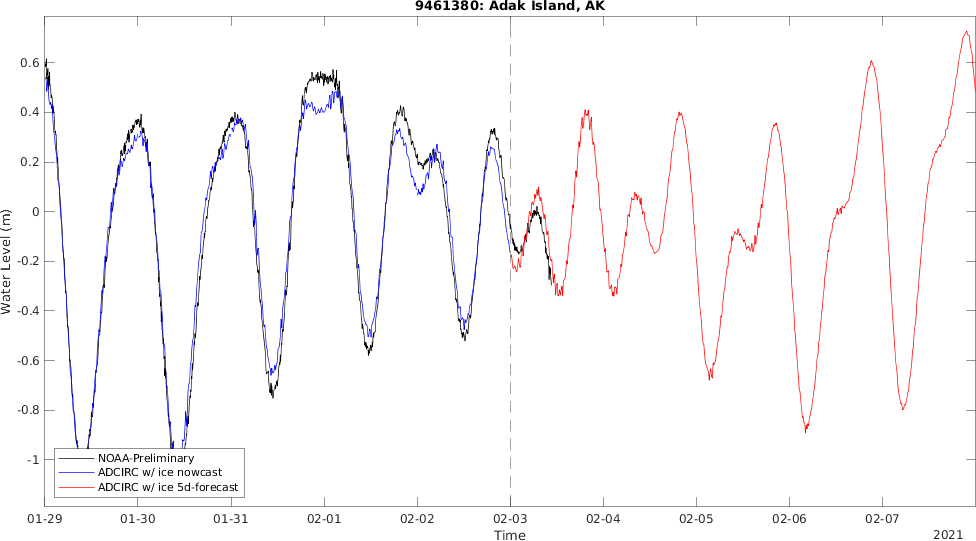 9461380: Adak Island, AK
Water Level (m)
0.6
0.4
0.2
0
-0.2
-0.4
-0.6
-0.8
-1
NOAA-Preliminary
ADCIRC w/ ice nowcast
ADCIRC w/ ice 5d-forecast
01-29 01-30 01-31 02-01 02-02 02-03 02-04 02-05 02-06 02-07
Time
2021